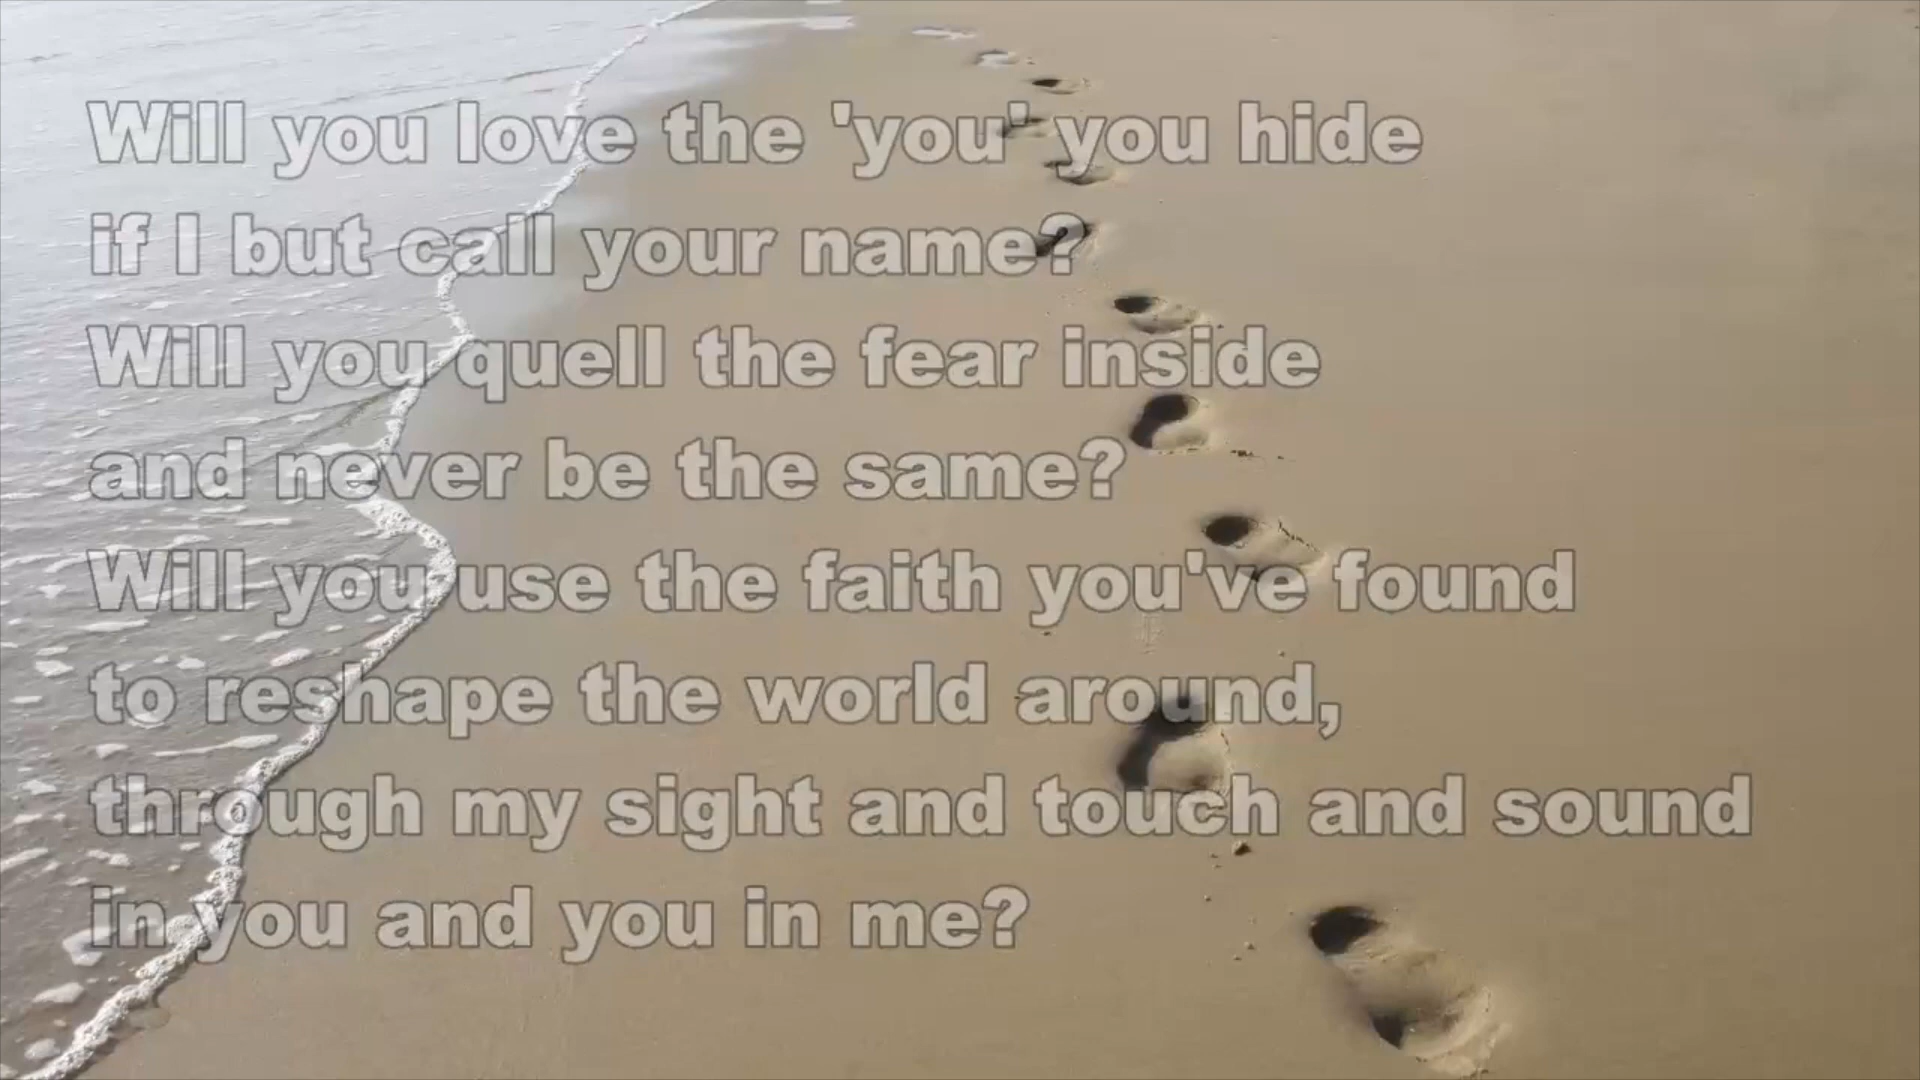 Will you love the 'you' you hide
if I but call your name?
Will you quell the fear inside
and never be the same?
Will you use the faith you've found
to reshape the world around,
through my sight and touch and sound
in you and you in me?